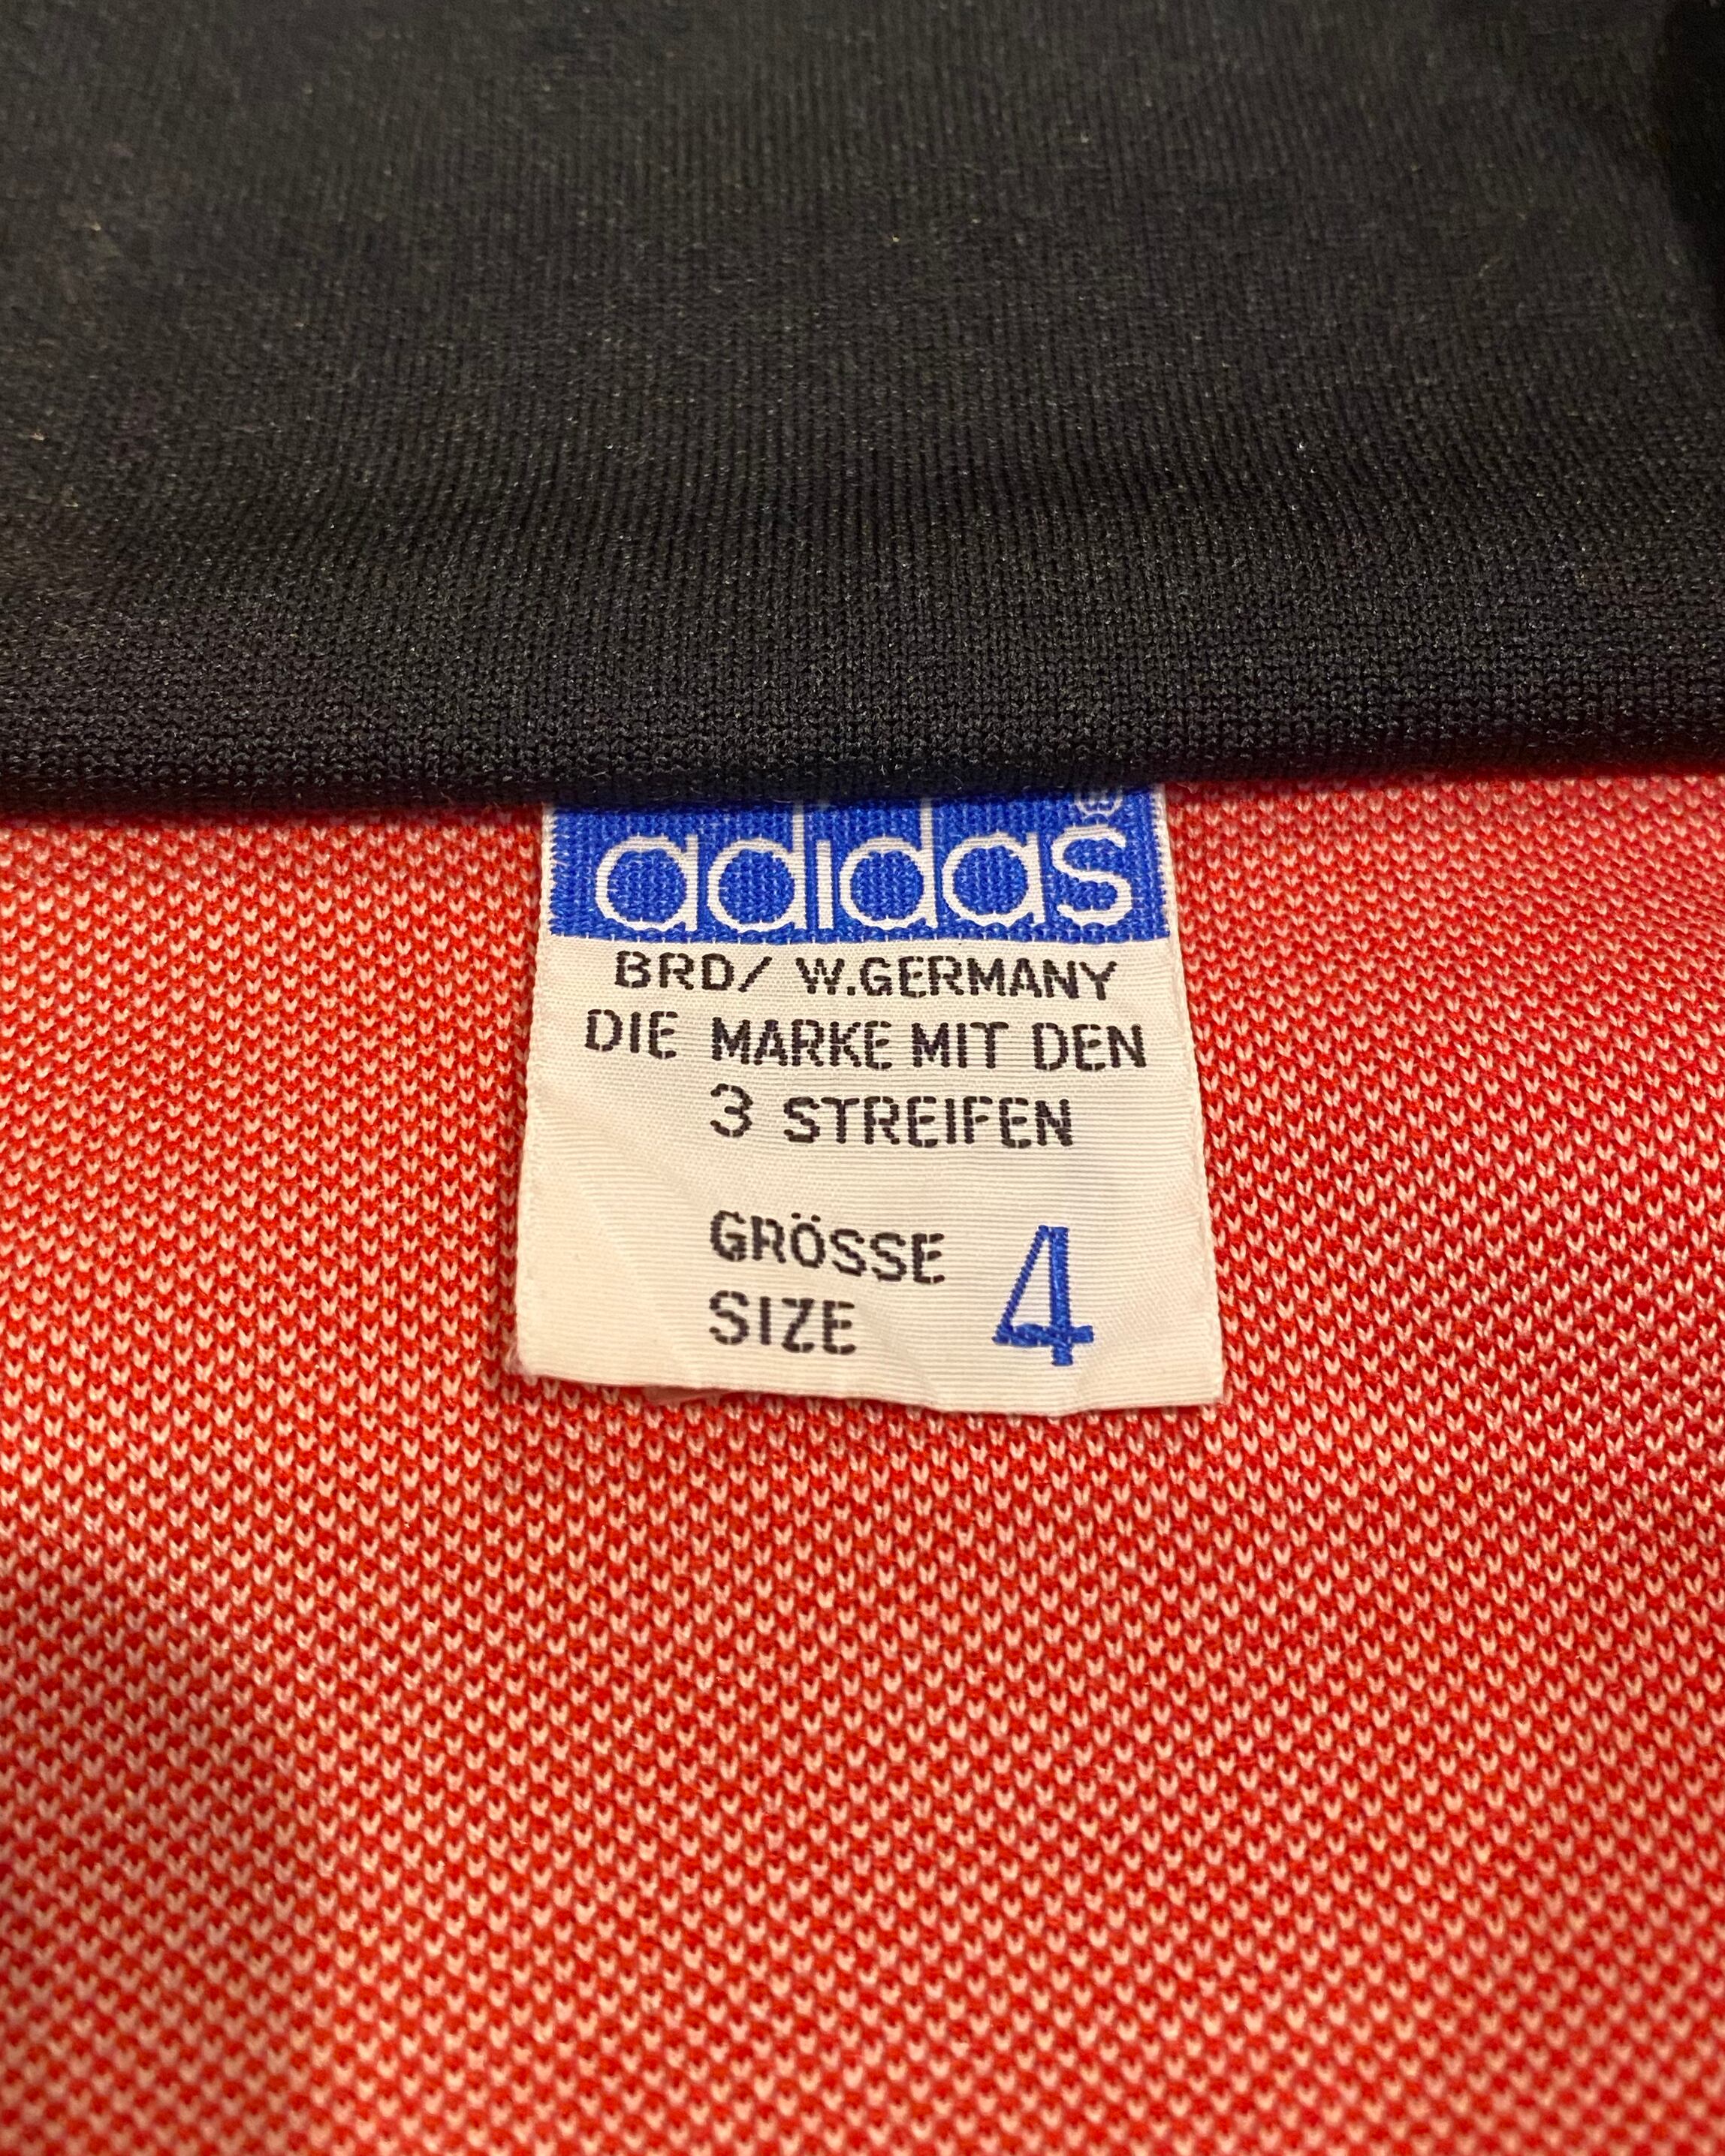 adidas®
BRD/ W.GERMANY
DIE MARKE MIT DEN
3 STREIFEN
GRÖSSE
SIZE 4